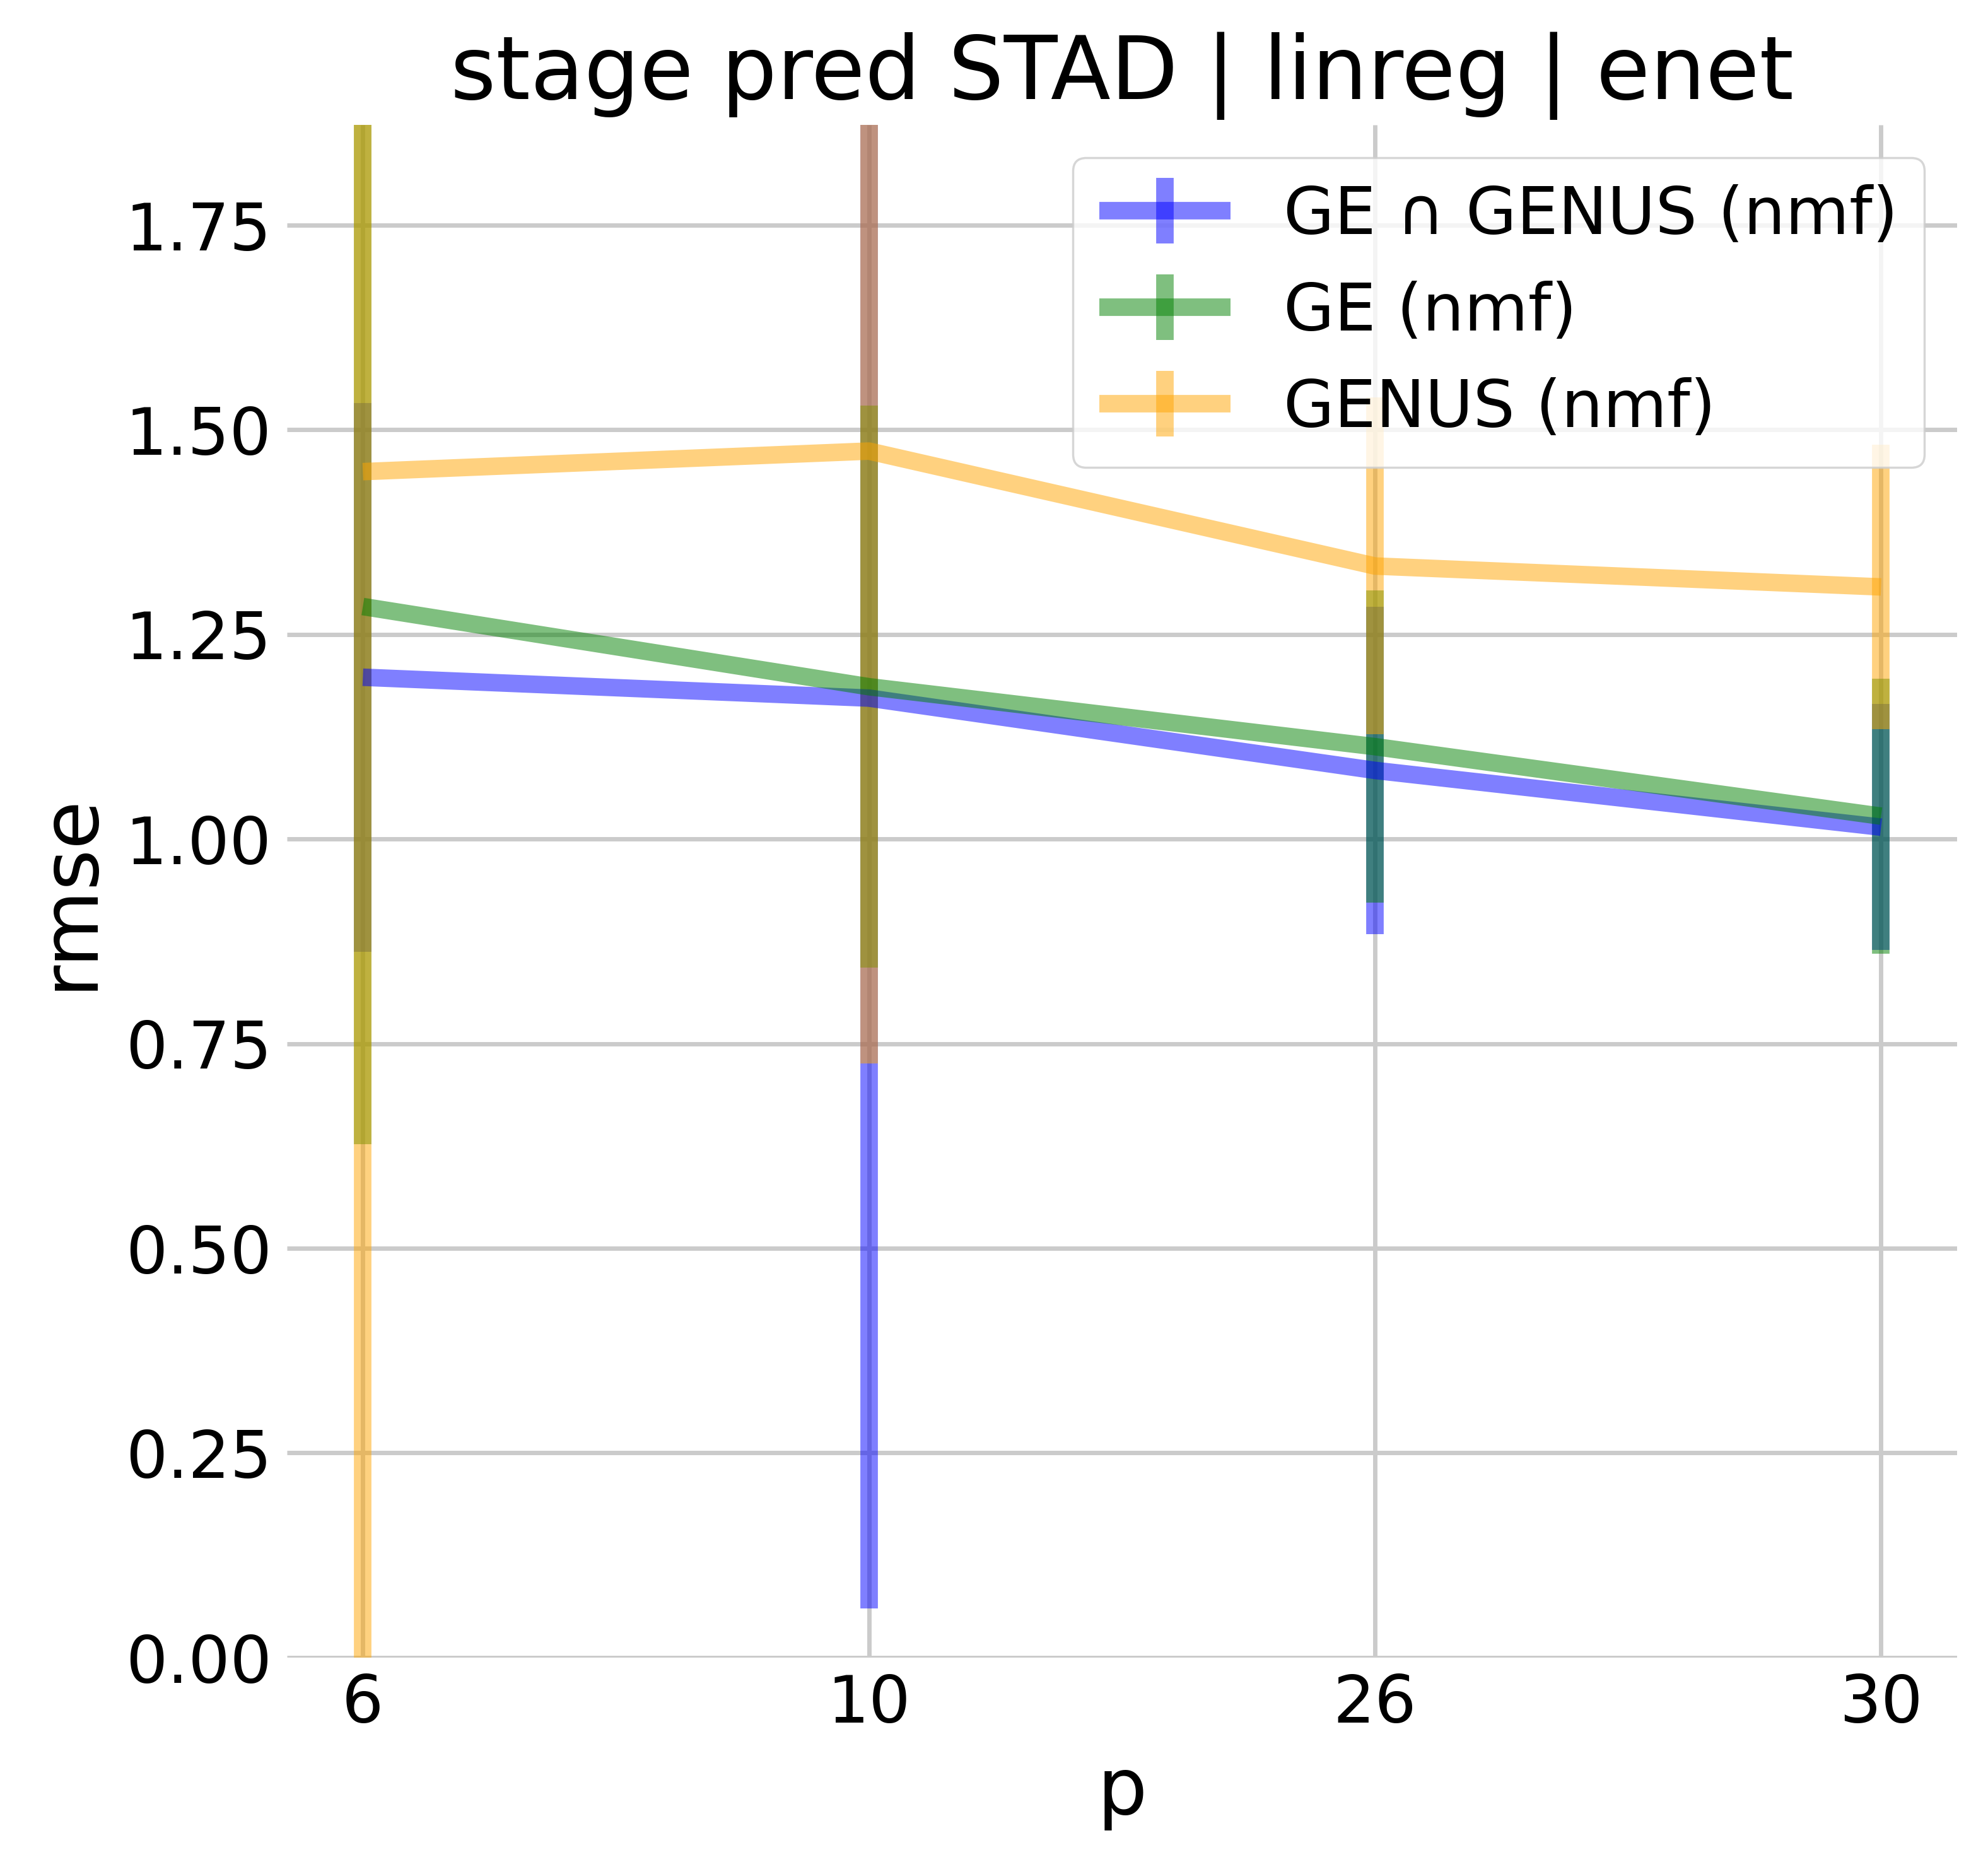 stage pred STAD | linreg | enet
GE ∩ GENUS (nmf)
GE (nmf)
GENUS (nmf)
rmse
1.75
1.50
1.25
1.00
0.75
0.50
0.25
0.00
6 10 26 30
p